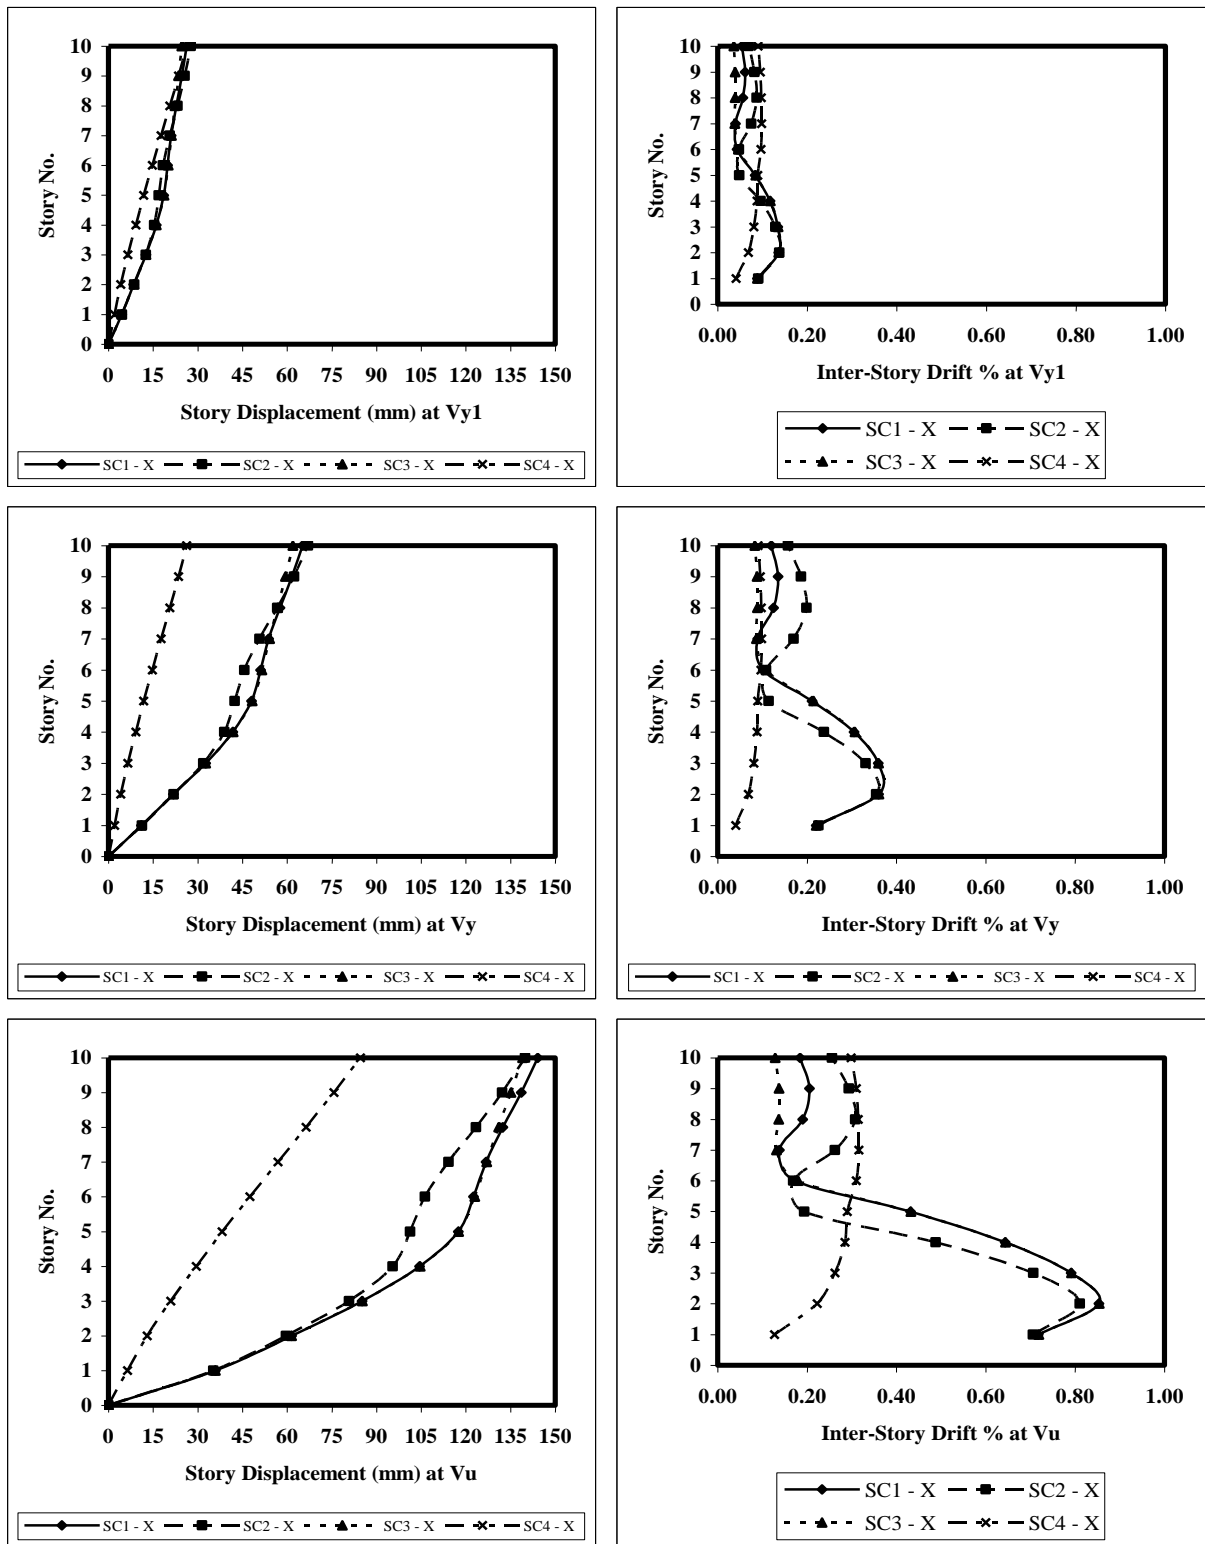 10
9
8
7
6
5
4
3
2
1
0
Story No.
0 15 30 45 60 75 90 105 120 135 150
Story Displacement (mm) at Vy1
SC1 - X SC2 - X SC3 - X SC4 - X
10
9
8
7
6
5
4
3
2
1
0
Story No.
0.00 0.20 0.40 0.60 0.80 1.00
Inter-Story Drift % at Vy1
SC1 - X SC2 - X
SC3 - X SC4 - X
10
9
8
7
6
5
4
3
2
1
0
Story No.
0 15 30 45 60 75 90 105 120 135 150
Story Displacement (mm) at Vy
SC1 - X SC2 - X SC3 - X SC4 - X
10
9
8
7
6
5
4
3
2
1
0
Story No.
0.00 0.20 0.40 0.60 0.80 1.00
Inter-Story Drift % at Vy
SC1 - X SC2 - X SC3 - X SC4 - X
10
9
8
7
6
5
4
3
2
1
0
Story No.
0 15 30 45 60 75 90 105 120 135 150
Story Displacement (mm) at Vu
SC1 - X SC2 - X SC3 - X SC4 - X
10
9
8
7
6
5
4
3
2
1
0
Story No.
0.00 0.20 0.40 0.60 0.80 1.00
Inter-Story Drift % at Vu
SC1 - X SC2 - X
SC3 - X SC4 - X